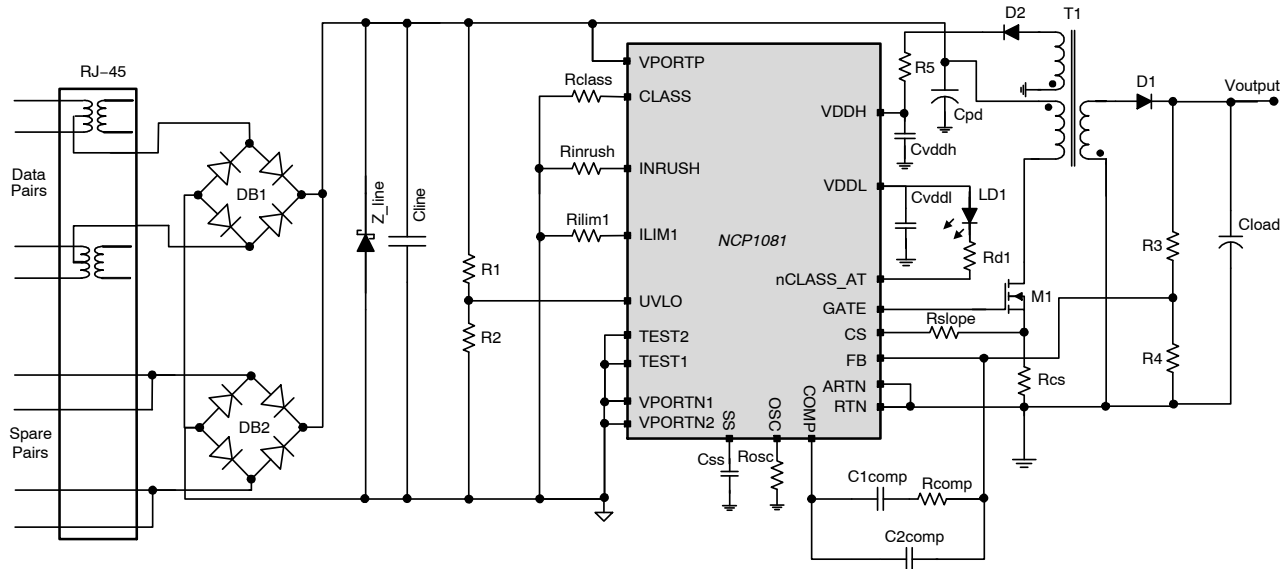 RJ−45
Data
Pairs
Spare
Pairs
DB1
DB2
Z_line
Cline
R1
R2
Rclass
Rinrush
Rilim1
VPORTP
CLASS
INRUSH
ILIM1
UVLO
TEST2
TEST1
VPORTN1
VPORTN2
NCP1081
SS
OSC
COMP
VDDH
VDDL
nCLASS_AT
GATE
CS
FB
ARTN
RTN
Css
Rosc
C1comp
Rcomp
C2comp
R5
D2
T1
Cpd
Cvddh
Cvddl
LD1
Rd1
M1
Rslope
Rcs
D1
Voutput
R3
R4
Cload